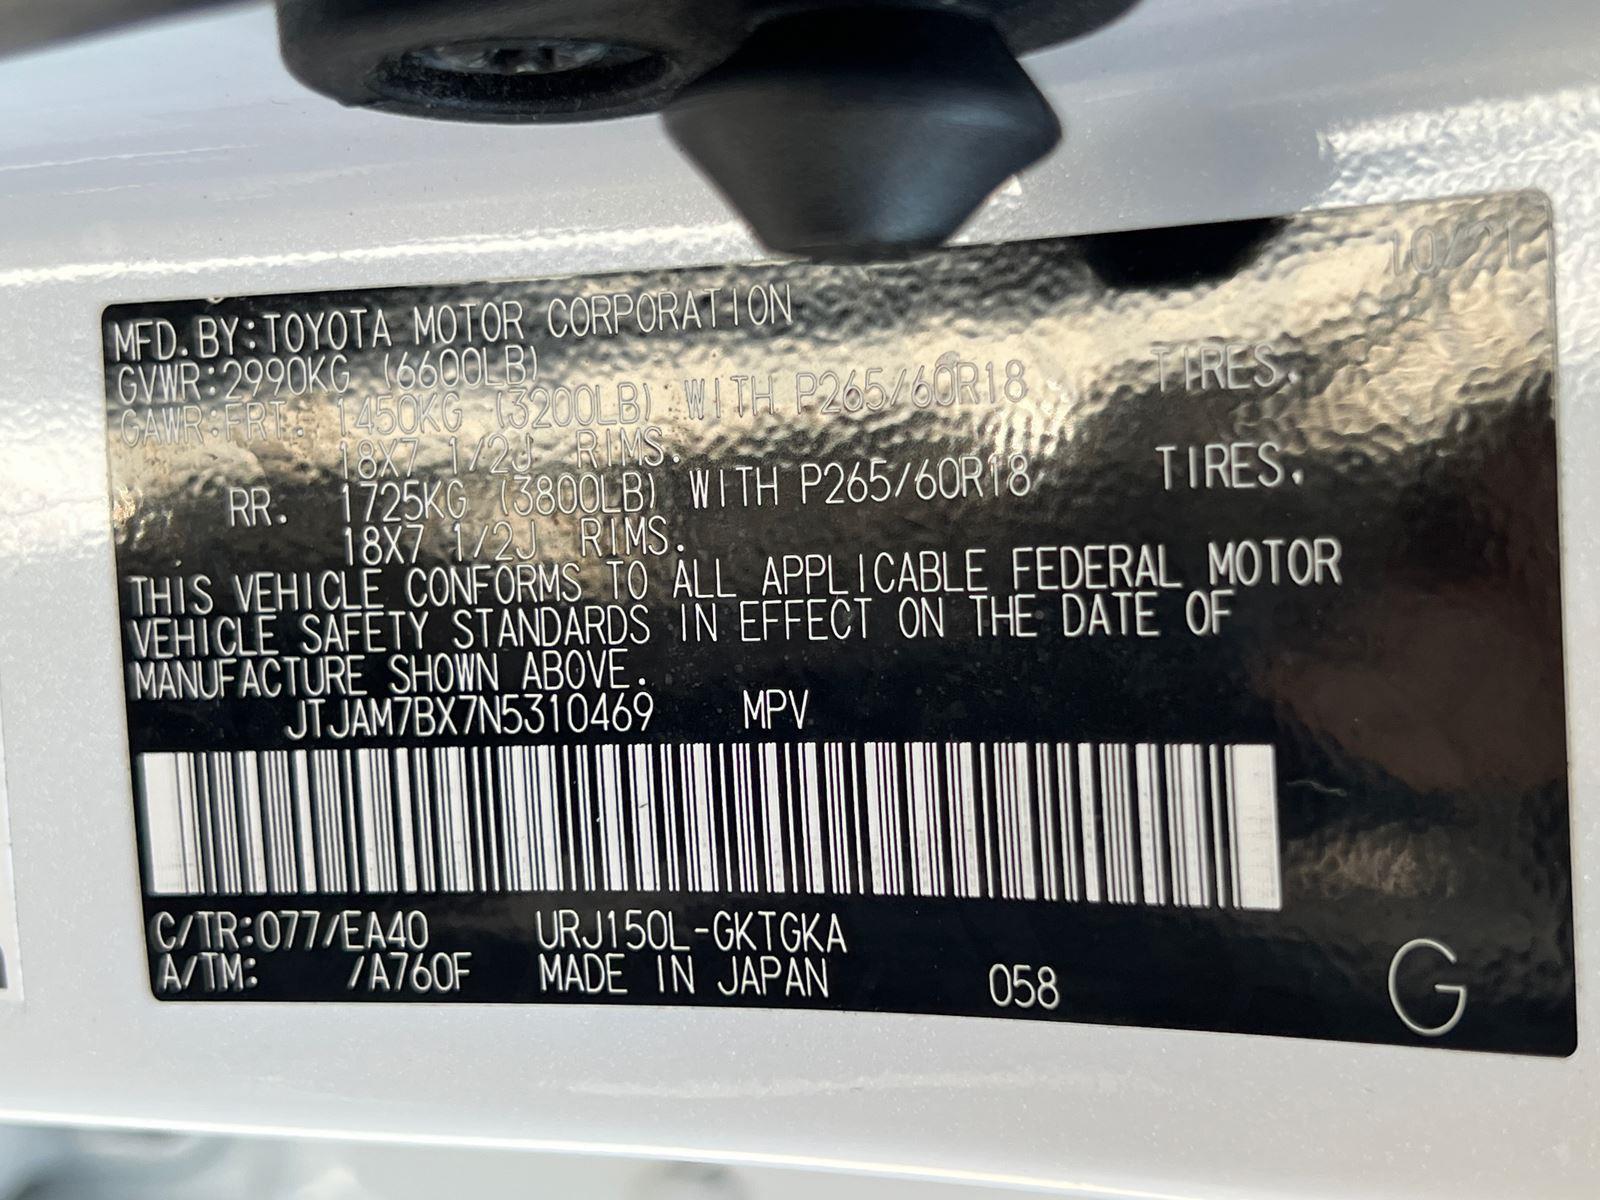 10/21
MFD.BY:TOYOTA MOTOR CORPORATION
GVWR:2990KG (6600LB)
GAWR:FRT. 1450KG (3200LB) WITH P265/60R18 TIRES.
18X7 1/2J RIMS.
RR. 1725KG (3800LB) WITH P265/60R18 TIRES.
18X7 1/2J RIMS.
THIS VEHICLE CONFORMS TO ALL APPLICABLE FEDERAL MOTOR
VEHICLE SAFETY STANDARDS IN EFFECT ON THE DATE OF
MANUFACTURE SHOWN ABOVE.
JTJAM7BX7N5310469 MPV
C/TR:077/EA40 URJ150L-GKTGKA
A/TM: /A760F MADE IN JAPAN 058 G